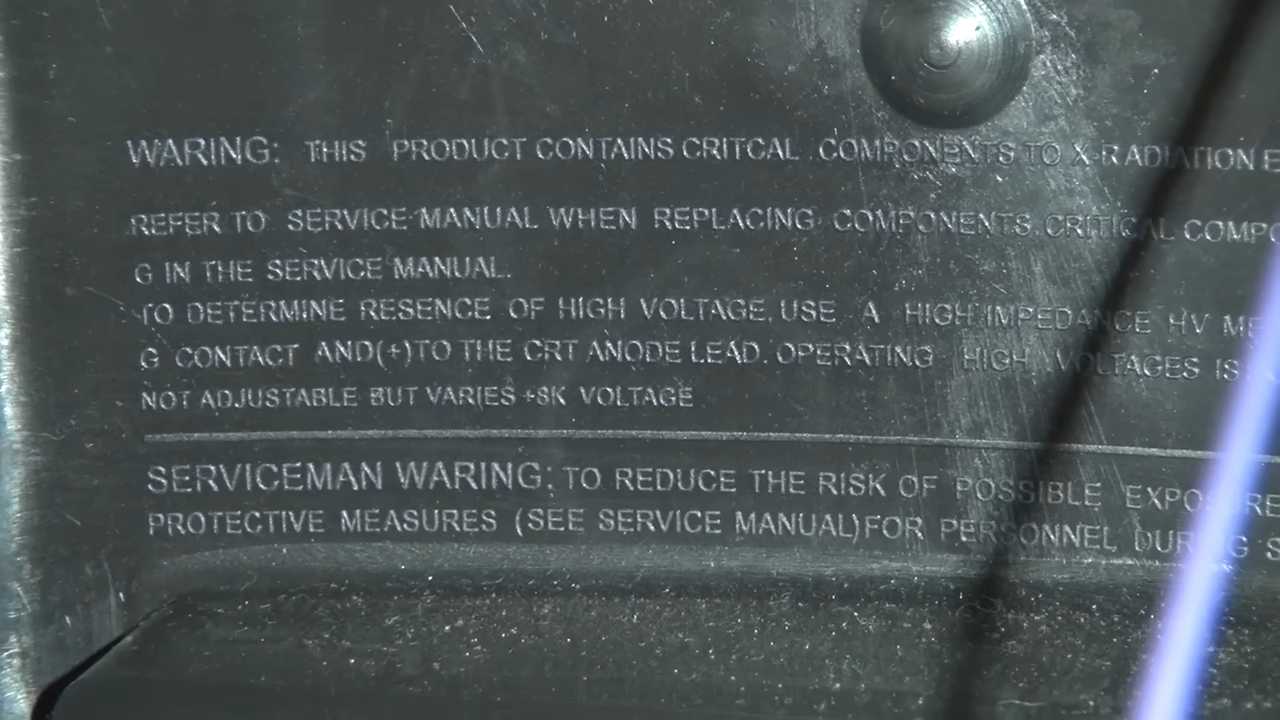 WARING: THIS PRODUCT CONTAINS CRITCAL COMPONENTS TO X-RADIATION
REFER TO SERVICE MANUAL WHEN REPLACING COMPONENTS. CRITICAL
G IN THE SERVICE MANUAL.
TO DETERMINE RESENCE OF HIGH VOLTAGE, USE A HIGH IMPEDANCE HV
G CONTACT AND(+)TO THE CRT ANODE LEAD. OPERATING HIGH VOLTAGES IS
NOT ADJUSTABLE BUT VARIES +8K VOLTAGE
SERVICEMAN WARING: TO REDUCE THE RISK OF POSSIBLE
PROTECTIVE MEASURES (SEE SERVICE MANUAL)FOR PERSONNEL